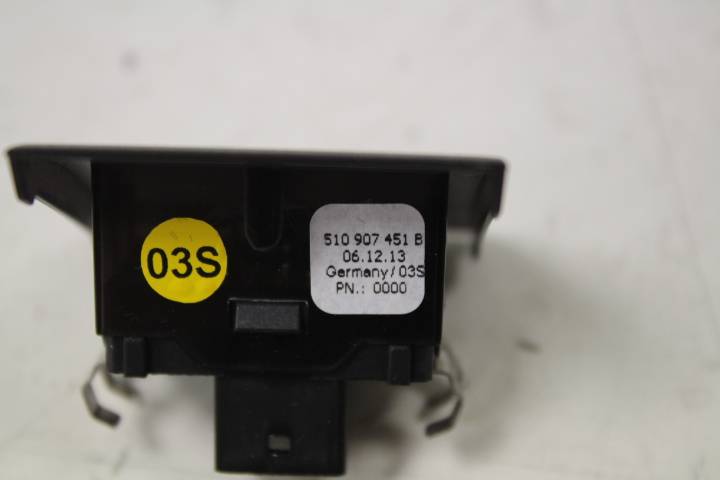 03S
510 907 451 B
06.12.13
Germany/03S
PN.: 0000